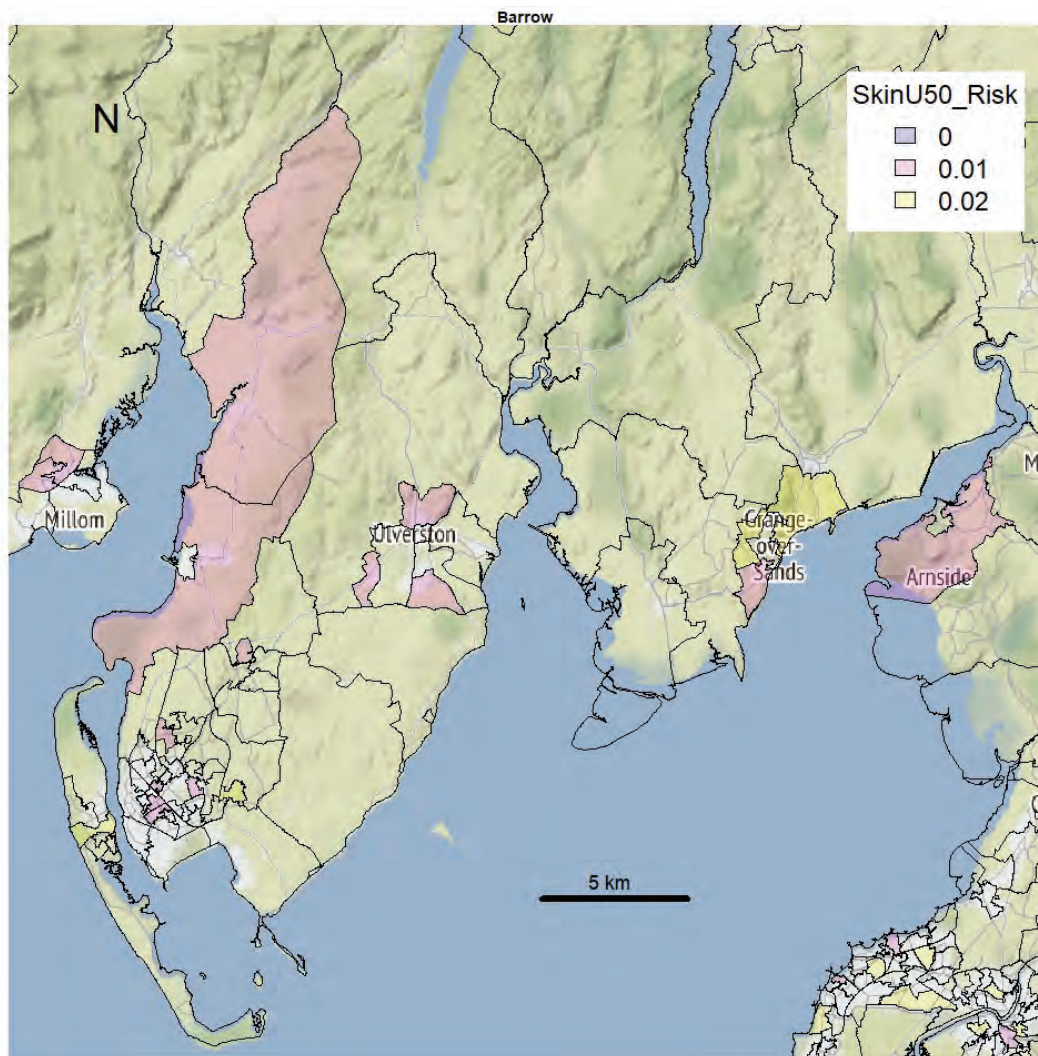 Barrow
N
SkinU50_Risk
0
0.01
0.02
Millom
Ulverston
Grange-
over-
Sands
Arnside
M
5 km